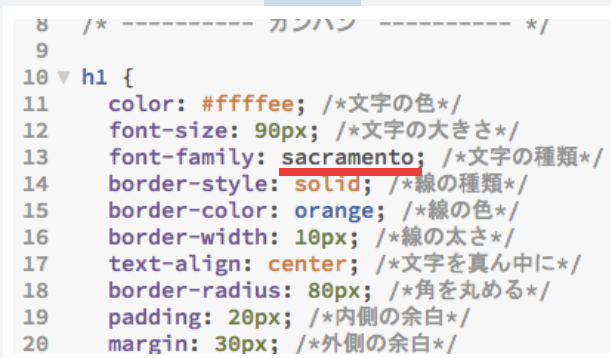 8 /* ---------- カンバン ---------- */
9
10 ▼ h1 {
11 color: #ffffee; /*文字の色*/
12 font-size: 90px; /*文字の大きさ*/
13 font-family: sacramento; /*文字の種類*/
14 border-style: solid; /*線の種類*/
15 border-color: orange; /*線の色*/
16 border-width: 10px; /*線の太さ*/
17 text-align: center; /*文字を真ん中に*/
18 border-radius: 80px; /*角を丸める*/
19 padding: 20px; /*内側の余白*/
20 margin: 30px; /*外側の余白*/